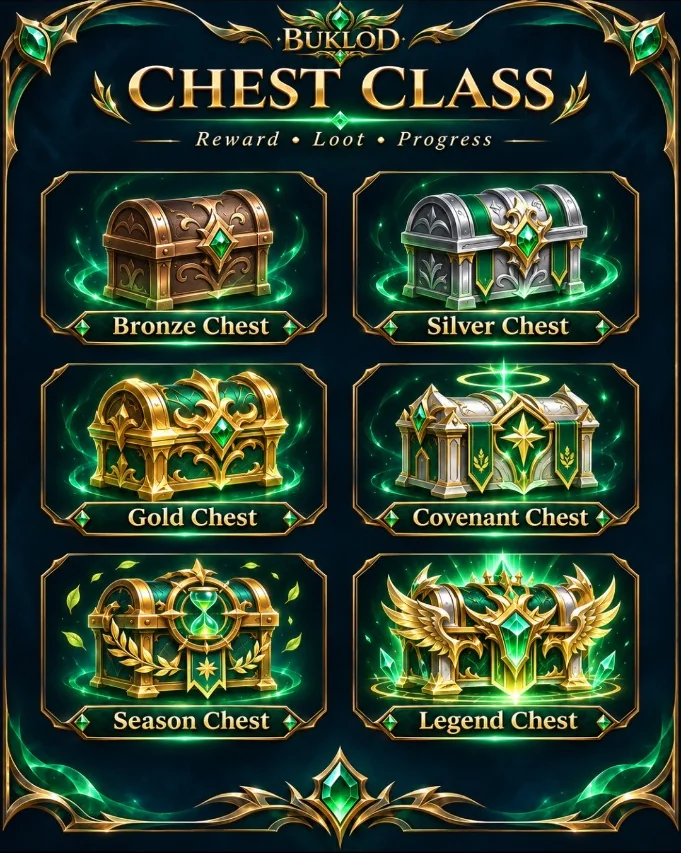 BUKLOD
CHEST CLASS
Reward • Loot • Progress
Bronze Chest
Silver Chest
Gold Chest
Covenant Chest
Season Chest
Legend Chest